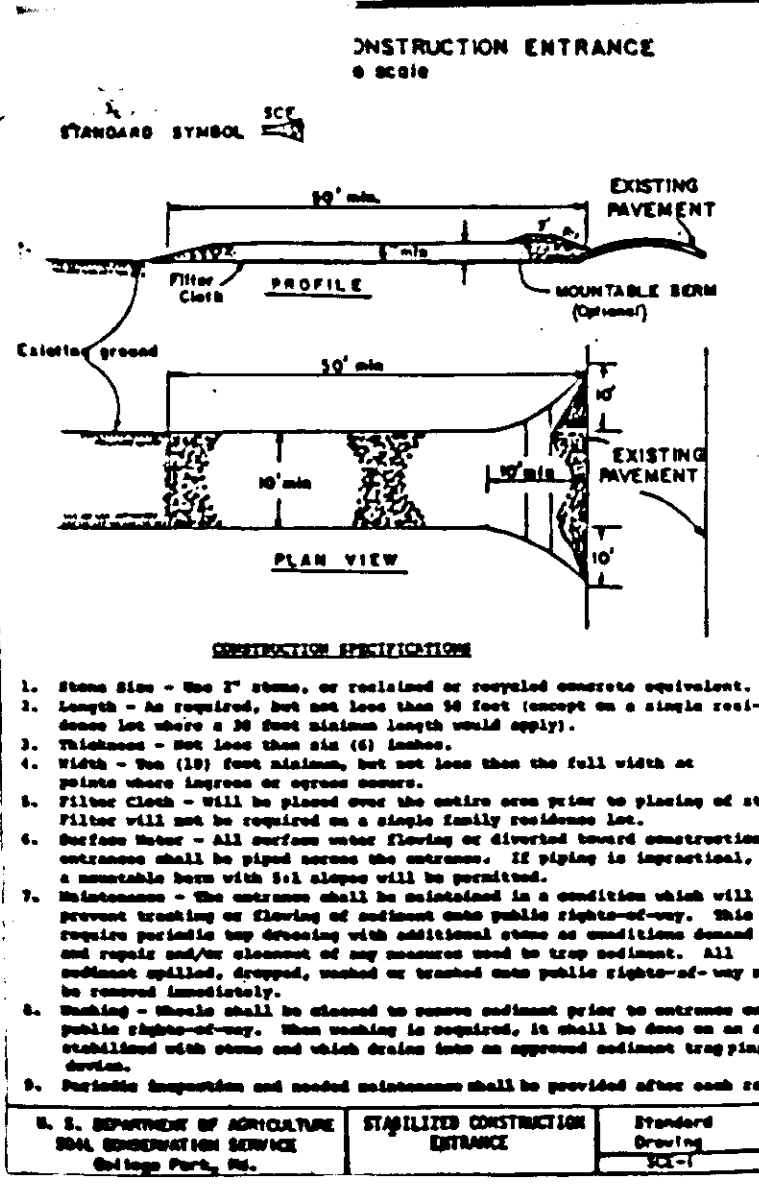 ONSTRUCTION ENTRANCE
o scale
STANDARD SYMBOL
SCE
50' min.
EXISTING
PAVEMENT
min
Filter
Cloth
PROFILE
MOUNTABLE BERM
(Optional)
Existing ground
50' min
10'
10' min
10' min
EXISTING
PAVEMENT
10'
PLAN VIEW
CONSTRUCTION SPECIFICATIONS
1. Stone Size - Use 2" stone, or reclaimed or recycled concrete equivalent.
2. Length - As required, but not less than 50 feet (except on a single resi-
dence lot where a 30 foot minimum length would apply).
3. Thickness - Not less than six (6) inches.
4. Width - Ten (10) foot minimum, but not less than the full width at
points where ingress or egress occurs.
5. Filter Cloth - Will be placed over the entire area prior to placing of st
Filter will not be required on a single family residence lot.
6. Surface Water - All surface water flowing or diverted toward construction
entrances shall be piped across the entrance. If piping is impractical,
a mountable berm with 5:1 slopes will be permitted.
7. Maintenance - The entrance shall be maintained in a condition which will
prevent tracking or flowing of sediment onto public rights-of-way. This
require periodic top dressing with additional stone as conditions demand
and repair and/or cleanout of any measures used to trap sediment. All
sediment spilled, dropped, washed or tracked onto public rights-of-way m
be removed immediately.
8. Washing - Wheels shall be cleaned to remove sediment prior to entrance on
public rights-of-way. When washing is required, it shall be done on an a
stabilized with stone and which drains into an approved sediment trapping
device.
9. Periodic inspection and needed maintenance shall be provided after each ra
U. S. DEPARTMENT OF AGRICULTURE
SOIL CONSERVATION SERVICE
College Park, Md.
STABILIZED CONSTRUCTION
ENTRANCE
Standard
Drawing
SCE-1